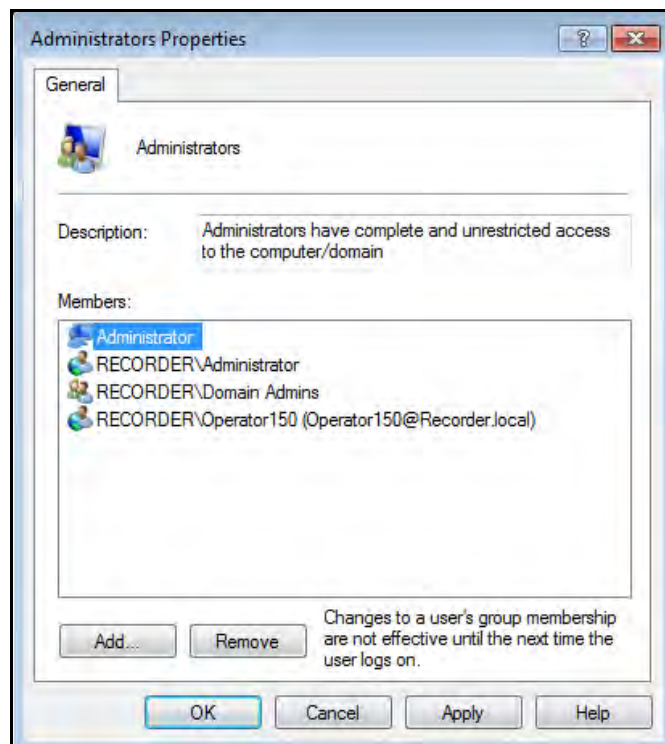 Administrators Properties
General
Administrators
Description:
Administrators have complete and unrestricted access
to the computer/domain
Members:
Administrator
RECORDER\Administrator
RECORDER\Domain Admins
RECORDER\Operator150 (Operator150@Recorder.local)
Add...
Remove
Changes to a user's group membership
are not effective until the next time the
user logs on.
OK
Cancel
Apply
Help